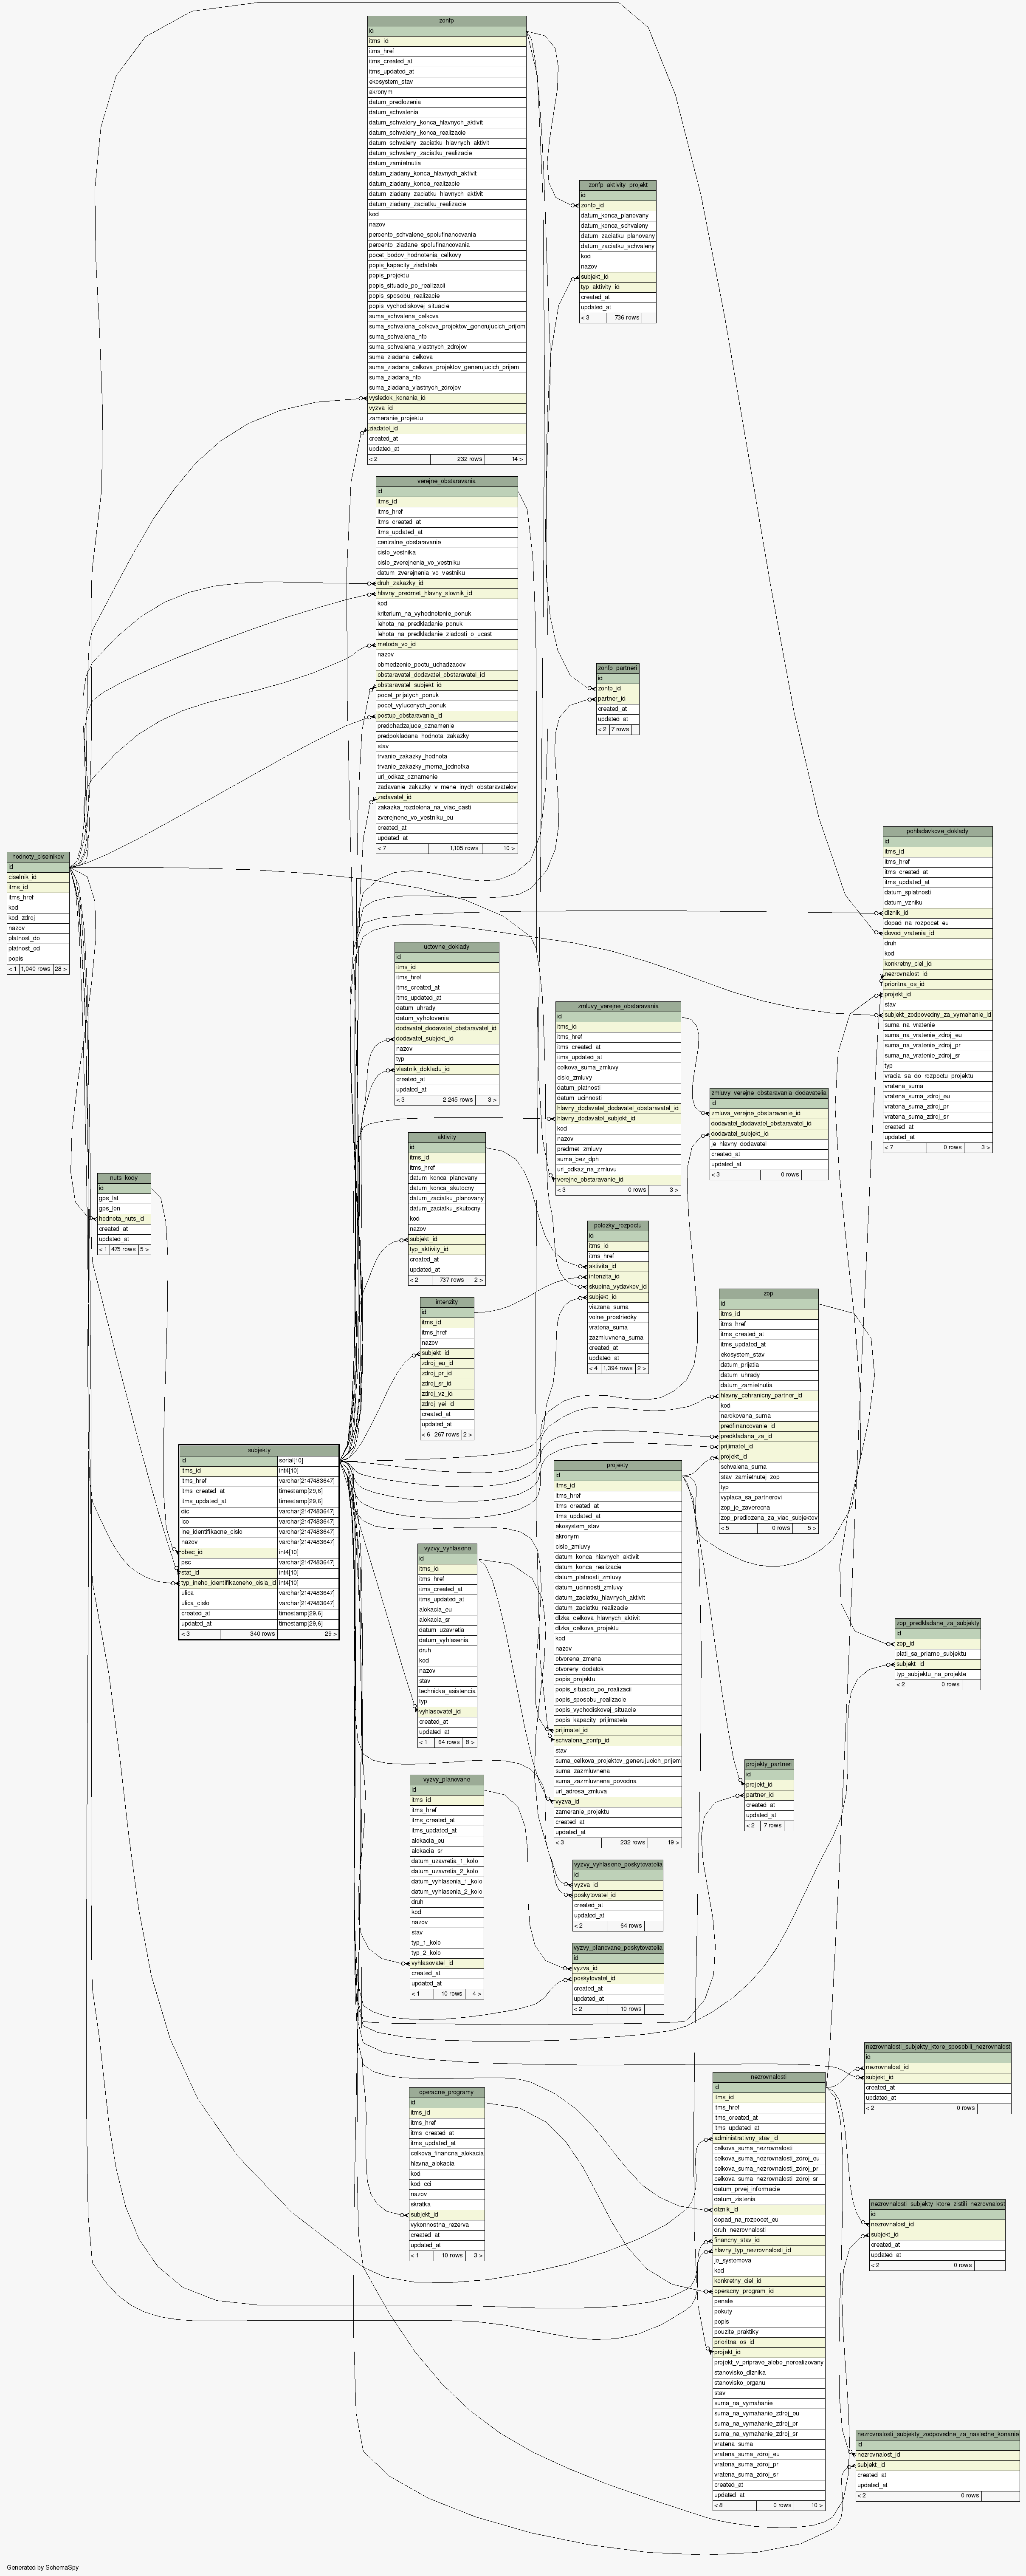 zonfp
id
itms_id
itms_href
itms_created_at
itms_updated_at
ekosystem_stav
akronym
datum_predlozenia
datum_schvalenia
datum_schvaleny_konca_hlavnych_aktivit
datum_schvaleny_konca_realizacie
datum_schvaleny_zaciatku_hlavnych_aktivit
datum_schvaleny_zaciatku_realizacie
datum_zamietnutia
datum_ziadany_konca_hlavnych_aktivit
datum_ziadany_konca_realizacie
datum_ziadany_zaciatku_hlavnych_aktivit
datum_ziadany_zaciatku_realizacie
kod
nazov
percento_schvalene_spolufinancovania
percento_ziadane_spolufinancovania
pocet_bodov_hodnotenia_celkovy
popis_kapacity_ziadatela
popis_projektu
popis_situacie_po_realizacii
popis_sposobu_realizacie
popis_vychodiskovej_situacie
suma_schvalena_celkova
suma_schvalena_celkova_projektov_generujucich_prijem
suma_schvalena_nfp
suma_schvalena_vlastnych_zdrojov
suma_ziadana_celkova
suma_ziadana_celkova_projektov_generujucich_prijem
suma_ziadana_nfp
suma_ziadana_vlastnych_zdrojov
vysledok_konania_id
vyzva_id
zameranie_projektu
ziadatel_id
created_at
updated_at
< 2 232 rows 14 >
zonfp_aktivity_projekt
id
zonfp_id
datum_konca_planovany
datum_konca_schvaleny
datum_zaciatku_planovany
datum_zaciatku_schvaleny
kod
nazov
subjekt_id
typ_aktivity_id
created_at
updated_at
< 3 736 rows
verejne_obstaravania
id
itms_id
itms_href
itms_created_at
itms_updated_at
centralne_obstaravanie
cislo_vestnika
cislo_zverejnenia_vo_vestniku
datum_zverejnenia_vo_vestniku
druh_zakazky_id
hlavny_predmet_hlavny_slovnik_id
kod
kriterium_na_vyhodnotenie_ponuk
lehota_na_predkladanie_ponuk
lehota_na_predkladanie_ziadosti_o_ucast
metoda_vo_id
nazov
obmedzenie_poctu_uchadzacov
obstaravatel_dodavatel_obstaravatel_id
obstaravatel_subjekt_id
pocet_prijatych_ponuk
pocet_vylucenych_ponuk
postup_obstaravania_id
predchadzajuce_oznamenie
predpokladana_hodnota_zakazky
stav
trvanie_zakazky_hodnota
trvanie_zakazky_merna_jednotka
url_odkaz_oznamenie
zadavanie_zakazky_v_mene_inych_obstaravatelov
zadavatel_id
zakazka_rozdelena_na_viac_casti
zverejnene_vo_vestniku_eu
created_at
updated_at
< 7 1,105 rows 10 >
zonfp_partneri
id
zonfp_id
partner_id
created_at
updated_at
< 2 7 rows
hodnoty_ciselnikov
id
ciselnik_id
itms_id
itms_href
kod
kod_zdroj
nazov
platnost_do
platnost_od
popis
< 1 1,040 rows 28 >
pohladavkove_doklady
id
itms_id
itms_href
itms_created_at
itms_updated_at
datum_splatnosti
datum_vzniku
dlznik_id
dopad_na_rozpocet_eu
dovod_vratenia_id
druh
kod
konkretny_ciel_id
nezrovnalost_id
prioritna_os_id
projekt_id
stav
subjekt_zodpovedny_za_vymahanie_id
suma_na_vratenie
suma_na_vratenie_zdroj_eu
suma_na_vratenie_zdroj_pr
suma_na_vratenie_zdroj_sr
typ
vracia_sa_do_rozpoctu_projektu
vratena_suma
vratena_suma_zdroj_eu
vratena_suma_zdroj_pr
vratena_suma_zdroj_sr
created_at
updated_at
< 7 0 rows 3 >
uctovne_doklady
id
itms_id
itms_href
itms_created_at
itms_updated_at
datum_uhrady
datum_vyhotovenia
dodavatel_dodavatel_obstaravatel_id
dodavatel_subjekt_id
nazov
typ
vlastnik_dokladu_id
created_at
updated_at
< 3 2,245 rows 3 >
zmluvy_verejne_obstaravania
id
itms_id
itms_href
itms_created_at
itms_updated_at
celkova_suma_zmluvy
cislo_zmluvy
datum_platnosti
datum_ucinnosti
hlavny_dodavatel_dodavatel_obstaravatel_id
hlavny_dodavatel_subjekt_id
kod
nazov
predmet_zmluvy
suma_bez_dph
url_odkaz_na_zmluvu
verejne_obstaravanie_id
< 3 0 rows 3 >
zmluvy_verejne_obstaravania_dodavatelia
id
zmluva_verejne_obstaravanie_id
dodavatel_dodavatel_obstaravatel_id
dodavatel_subjekt_id
je_hlavny_dodavatel
created_at
updated_at
< 3 0 rows
aktivity
id
itms_id
itms_href
datum_konca_planovany
datum_konca_skutocny
datum_zaciatku_planovany
datum_zaciatku_skutocny
kod
nazov
subjekt_id
typ_aktivity_id
created_at
updated_at
< 2 737 rows 2 >
nuts_kody
id
gps_lat
gps_lon
hodnota_nuts_id
created_at
updated_at
< 1 475 rows 5 >
polozky_rozpoctu
id
itms_id
itms_href
aktivita_id
intenzita_id
skupina_vydavkov_id
subjekt_id
viazana_suma
volne_prostriedky
vratena_suma
zazmluvnena_suma
created_at
updated_at
< 4 1,394 rows 2 >
intenzity
id
itms_id
itms_href
nazov
subjekt_id
zdroj_eu_id
zdroj_pr_id
zdroj_sr_id
zdroj_vz_id
zdroj_yei_id
created_at
updated_at
< 6 267 rows 2 >
zop
id
itms_id
itms_href
itms_created_at
itms_updated_at
ekosystem_stav
datum_prijatia
datum_uhrady
datum_zamietnutia
hlavny_cehranicny_partner_id
kod
narokovana_suma
predfinancovanie_id
predkladana_za_id
prijimatel_id
projekt_id
schvalena_suma
stav_zamietnutej_zop
typ
vyplaca_sa_partnerovi
zop_je_zaverecna
zop_predlozena_za_viac_subjektov
< 5 0 rows 5 >
subjekty
id serial[10]
itms_id int4[10]
itms_href varchar[2147483647]
itms_created_at timestamp[29,6]
itms_updated_at timestamp[29,6]
dic varchar[2147483647]
ico varchar[2147483647]
ine_identifikacne_cislo varchar[2147483647]
nazov varchar[2147483647]
obec_id int4[10]
psc varchar[2147483647]
stat_id int4[10]
typ_ineho_identifikacneho_cisla_id int4[10]
ulica varchar[2147483647]
ulica_cislo varchar[2147483647]
created_at timestamp[29,6]
updated_at timestamp[29,6]
< 3 340 rows 29 >
projekty
id
itms_id
itms_href
itms_created_at
itms_updated_at
ekosystem_stav
akronym
cislo_zmluvy
datum_konca_hlavnych_aktivit
datum_konca_realizacie
datum_platnosti_zmluvy
datum_ucinnosti_zmluvy
datum_zaciatku_hlavnych_aktivit
datum_zaciatku_realizacie
dlzka_celkova_hlavnych_aktivit
dlzka_celkova_projektu
kod
nazov
otvorena_zmena
otvoreny_dodatok
popis_projektu
popis_situacie_po_realizacii
popis_sposobu_realizacie
popis_vychodiskovej_situacie
popis_kapacity_prijimatela
prijimatel_id
schvalena_zonfp_id
stav
suma_celkova_projektov_generujucich_prijem
suma_zazmluvnena
suma_zazmluvnena_povodna
url_adresa_zmluva
vyzva_id
zameranie_projektu
created_at
updated_at
< 3 232 rows 19 >
vyzvy_vyhlasene
id
itms_id
itms_href
itms_created_at
itms_updated_at
alokacia_eu
alokacia_sr
datum_uzavretia
datum_vyhlasenia
druh
kod
nazov
stav
technicka_asistencia
typ
vyhlasovatel_id
created_at
updated_at
< 1 64 rows 8 >
zop_predkladane_za_subjekty
id
zop_id
plati_sa_priamo_subjektu
subjekt_id
typ_subjektu_na_projekte
< 2 0 rows
projekty_partneri
id
projekt_id
partner_id
created_at
updated_at
< 2 7 rows
vyzvy_planovane
id
itms_id
itms_href
itms_created_at
itms_updated_at
alokacia_eu
alokacia_sr
datum_uzavretia_1_kolo
datum_uzavretia_2_kolo
datum_vyhlasenia_1_kolo
datum_vyhlasenia_2_kolo
druh
kod
nazov
stav
typ_1_kolo
typ_2_kolo
vyhlasovatel_id
created_at
updated_at
< 1 10 rows 4 >
vyzvy_vyhlasene_poskytovatelia
id
vyzva_id
poskytovatel_id
created_at
updated_at
< 2 64 rows
vyzvy_planovane_poskytovatelia
id
vyzva_id
poskytovatel_id
created_at
updated_at
< 2 10 rows
nezrovnalosti_subjekty_ktore_sposobili_nezrovnalost
id
nezrovnalost_id
subjekt_id
created_at
updated_at
< 2 0 rows
nezrovnalosti
id
itms_id
itms_href
itms_created_at
itms_updated_at
administrativny_stav_id
celkova_suma_nezrovnalosti
celkova_suma_nezrovnalosti_zdroj_eu
celkova_suma_nezrovnalosti_zdroj_pr
celkova_suma_nezrovnalosti_zdroj_sr
datum_prvej_informacie
datum_zistenia
dlznik_id
dopad_na_rozpocet_eu
druh_nezrovnalosti
financny_stav_id
hlavny_typ_nezrovnalosti_id
je_systemova
kod
konkretny_ciel_id
operacny_program_id
penale
pokuty
popis
pouzite_praktiky
prioritna_os_id
projekt_id
projekt_v_priprave_alebo_nerealizovany
stanovisko_dlznika
stanovisko_organu
stav
suma_na_vymahanie
suma_na_vymahanie_zdroj_eu
suma_na_vymahanie_zdroj_pr
suma_na_vymahanie_zdroj_sr
vratena_suma
vratena_suma_zdroj_eu
vratena_suma_zdroj_pr
vratena_suma_zdroj_sr
created_at
updated_at
< 8 0 rows 10 >
operacne_programy
id
itms_id
itms_href
itms_created_at
itms_updated_at
celkova_financna_alokacia
hlavna_alokacia
kod
kod_cci
nazov
skratka
subjekt_id
vykonnostna_rezerva
created_at
updated_at
< 1 10 rows 3 >
nezrovnalosti_subjekty_ktore_zistili_nezrovnalost
id
nezrovnalost_id
subjekt_id
created_at
updated_at
< 2 0 rows
nezrovnalosti_subjekty_zodpovedne_za_nasledne_konanie
id
nezrovnalost_id
subjekt_id
created_at
updated_at
< 2 0 rows
Generated by SchemaSpy